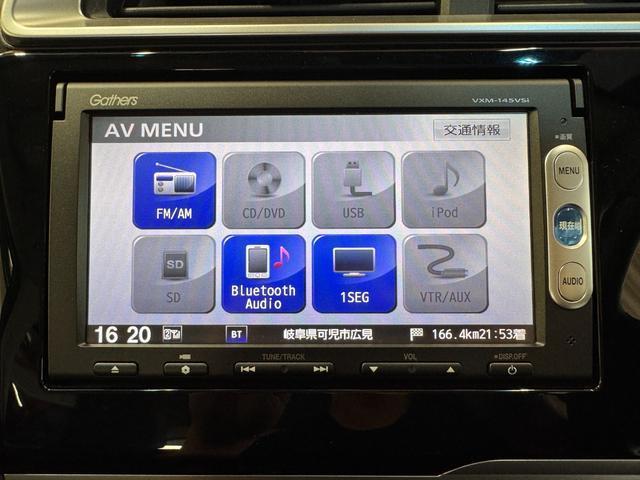 Gathers
VXM-145VSi
AV MENU
交通情報
FM/AM
CD/DVD
USB
iPod
SD
Bluetooth Audio
1SEG
VTR/AUX
16 20
BT
岐阜県可児市広見
166.4km21:53着
画質
MENU
現在地
AUDIO
TUNE/TRACK
VOL
DISP.OFF